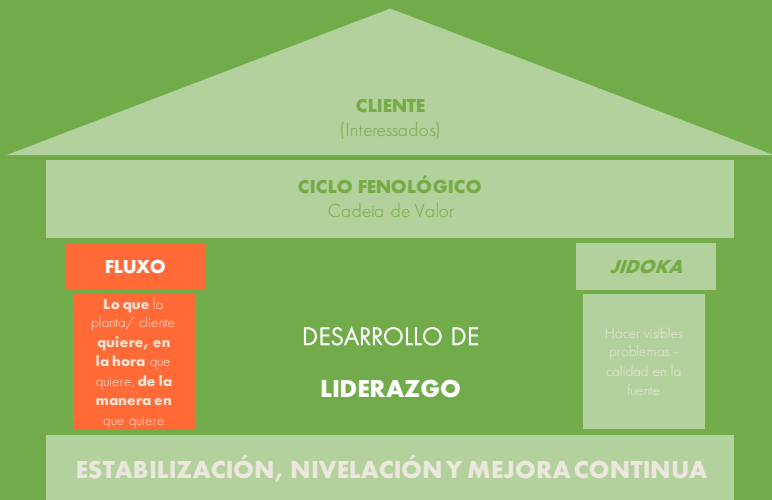 CLIENTE
(Interessados)
CICLO FENOLÓGICO
Cadeia de Valor
FLUXO
Lo que la
planta/ cliente
quiere, en
la hora que
quiere, de la
manera en
que quiere
DESARROLLO DE
LIDERAZGO
JIDOKA
Hacer visibles
problemas –
calidad en la
fuente
ESTABILIZACIÓN, NIVELACIÓN Y MEJORA CONTINUA